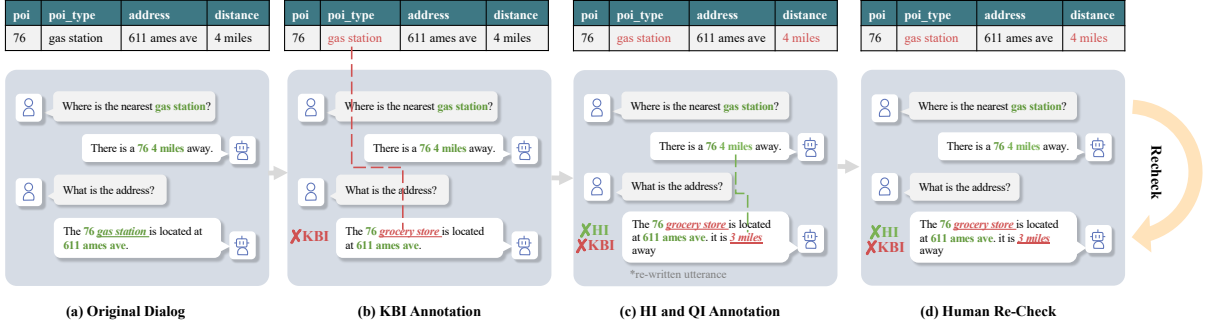 poi poi_type address distance
76 gas station 611 ames ave 4 miles
Where is the nearest gas station?
There is a 76 4 miles away.
What is the address?
The 76 gas station is located at
611 ames ave.
(a) Original Dialog
poi poi_type address distance
76 gas station 611 ames ave 4 miles
Where is the nearest gas station?
There is a 76 4 miles away.
What is the address?
✗KBI
The 76 grocery store is located
at 611 ames ave.
(b) KBI Annotation
poi poi_type address distance
76 gas station 611 ames ave 4 miles
Where is the nearest gas station?
There is a 76 4 miles away.
What is the address?
✗HI
✗KBI
The 76 grocery store is located
at 611 ames ave. it is 3 miles
away
*re-written utterance
(c) HI and QI Annotation
poi poi_type address distance
76 gas station 611 ames ave 4 miles
Where is the nearest gas station?
There is a 76 4 miles away.
What is the address?
✗HI
✗KBI
The 76 grocery store is located
at 611 ames ave. it is 3 miles
away
(d) Human Re-Check
Recheck